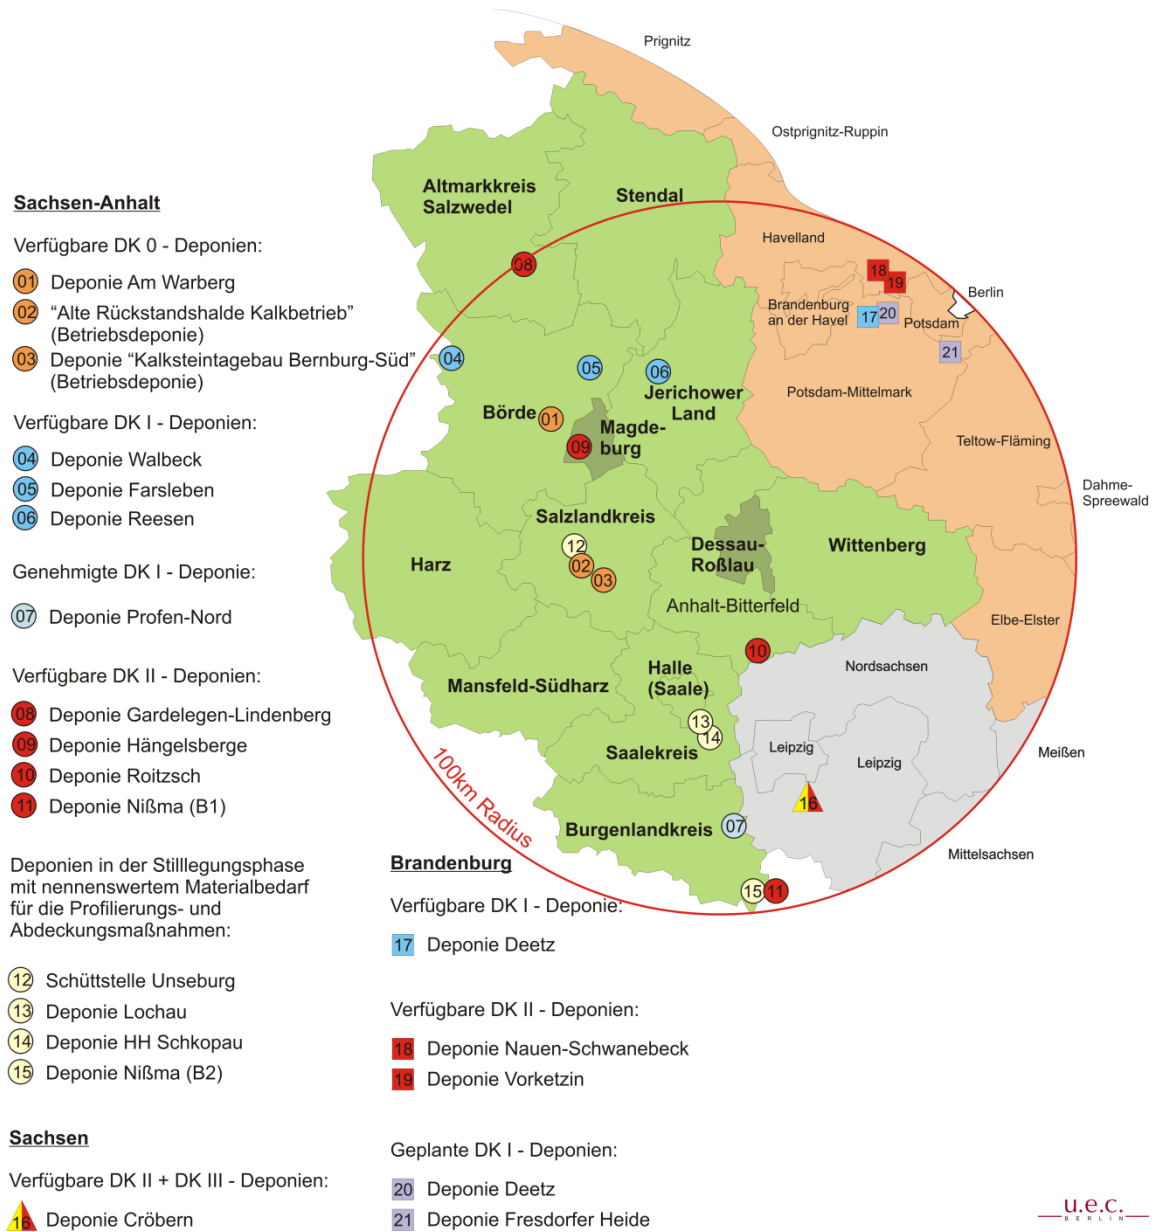 Sachsen-Anhalt
Verfügbare DK 0 - Deponien:
01 Deponie Am Warberg
02 “Alte Rückstandshalde Kalkbetrieb”
(Betriebsdeponie)
03 Deponie “Kalksteintagebau Bernburg-Süd”
(Betriebsdeponie)
Verfügbare DK I - Deponien:
04 Deponie Walbeck
05 Deponie Farsleben
06 Deponie Reesen
Genehmigte DK I - Deponie:
07 Deponie Profen-Nord
Verfügbare DK II - Deponien:
08 Deponie Gardelegen-Lindenberg
09 Deponie Hängelsberge
10 Deponie Roitzsch
11 Deponie Nißma (B1)
Deponien in der Stilllegungsphase
mit nennenswertem Materialbedarf
für die Profilierungs- und
Abdeckungsmaßnahmen:
12 Schüttstelle Unseburg
13 Deponie Lochau
14 Deponie HH Schkopau
15 Deponie Nißma (B2)
Sachsen
Verfügbare DK II + DK III - Deponien:
16 Deponie Cröbern
Brandenburg
Verfügbare DK I - Deponie:
17 Deponie Deetz
Verfügbare DK II - Deponien:
18 Deponie Nauen-Schwanebeck
19 Deponie Vorketzin
Geplante DK I - Deponien:
20 Deponie Deetz
21 Deponie Fresdorfer Heide
Prignitz
Ostprignitz-Ruppin
Altmarkkreis
Salzwedel
Stendal
Havelland
08
18
19
Berlin
Brandenburg
an der Havel
17
20
Potsdam
21
04
05
06
Jerichower
Land
Potsdam-Mittelmark
Börde
01
Magde-
burg
09
Teltow-Fläming
Dahme-
Spreewald
Salzlandkreis
12
02
03
Harz
Dessau-
Roßlau
Wittenberg
Anhalt-Bitterfeld
Elbe-Elster
10
Nordsachsen
Halle
(Saale)
Mansfeld-Südharz
13
14
Saalekreis
Leipzig
Leipzig
Meißen
16
100km Radius
Burgenlandkreis
07
Mittelsachsen
15
11
u.e.c.
BERLIN